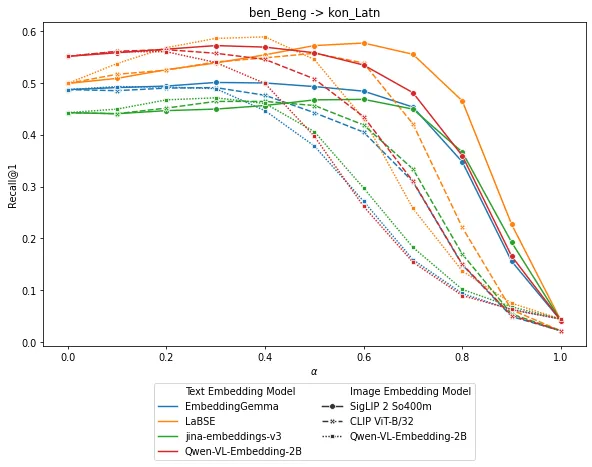 ben_Beng -> kon_Latn
0.6
0.5
0.4
0.3
0.2
0.1
0.0
Recall@1
0.0 0.2 0.4 0.6 0.8 1.0
α
Text Embedding Model Image Embedding Model
EmbeddingGemma SigLIP 2 So400m
LaBSE CLIP ViT-B/32
jina-embeddings-v3 Qwen-VL-Embedding-2B
Qwen-VL-Embedding-2B